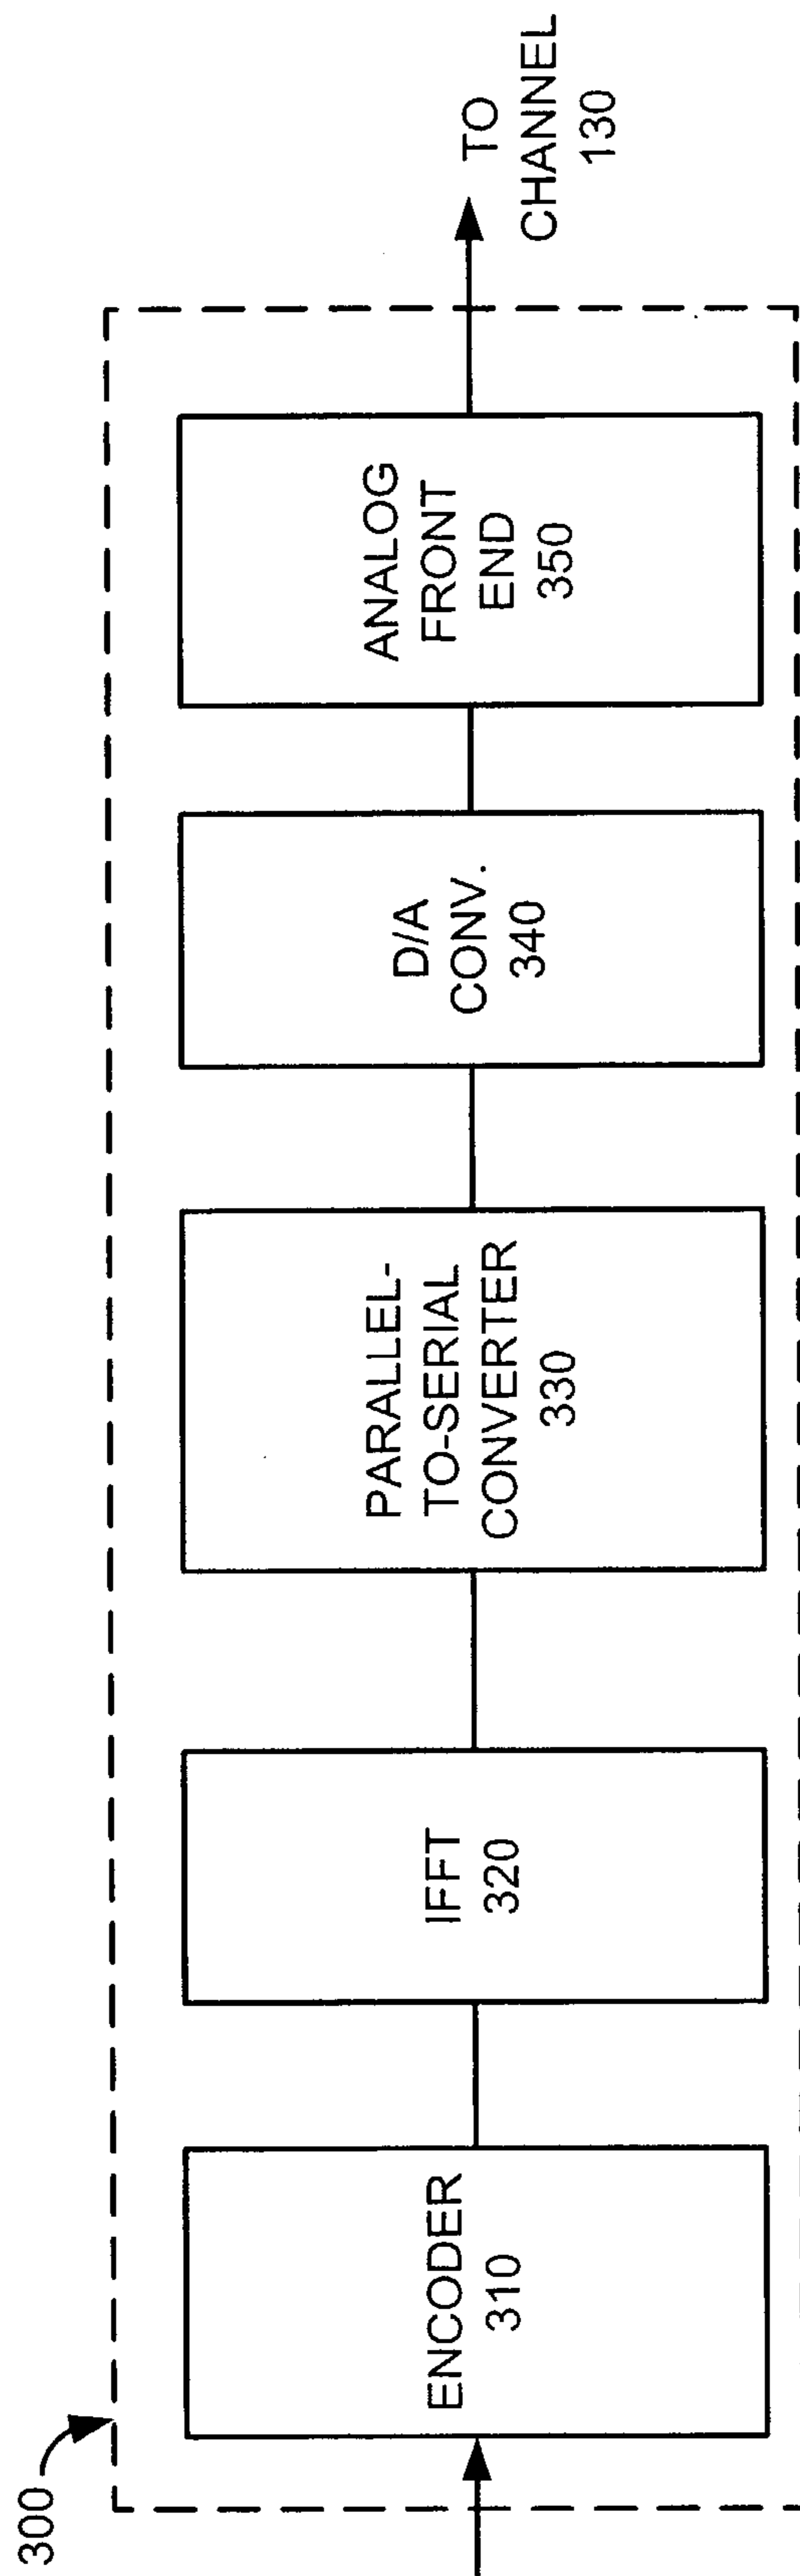 300
ENCODER
310
IFFT
320
PARALLEL-
TO-SERIAL
CONVERTER
330
D/A
CONV.
340
ANALOG
FRONT
END
350
TO
CHANNEL
130